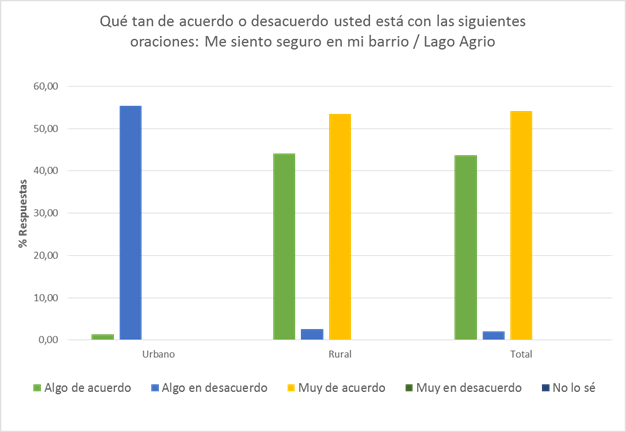 Qué tan de acuerdo o desacuerdo usted está con las siguientes
oraciones: Me siento seguro en mi barrio / Lago Agrio
60,00
50,00
40,00
30,00
20,00
10,00
0,00
% Respuestas
Urbano Rural Total
Algo de acuerdo Algo en desacuerdo Muy de acuerdo Muy en desacuerdo No lo sé